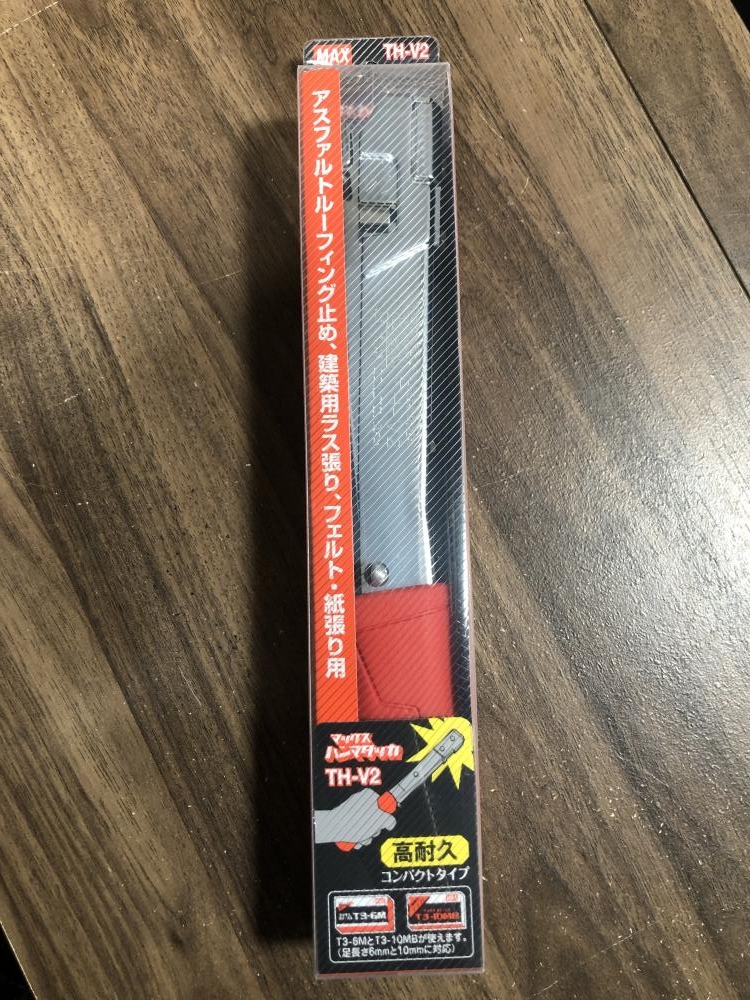 MAX TH-V2
アスファルトルーフィング止め、建築用ラス張り、フェルト・紙張り用
マックス
ハンマタッカ
TH-V2
高耐久
コンパクトタイプ
T3-6M
T3-10MB
T3-6MとT3-10MBが使えます。
(足長さ6mmと10mmに対応)